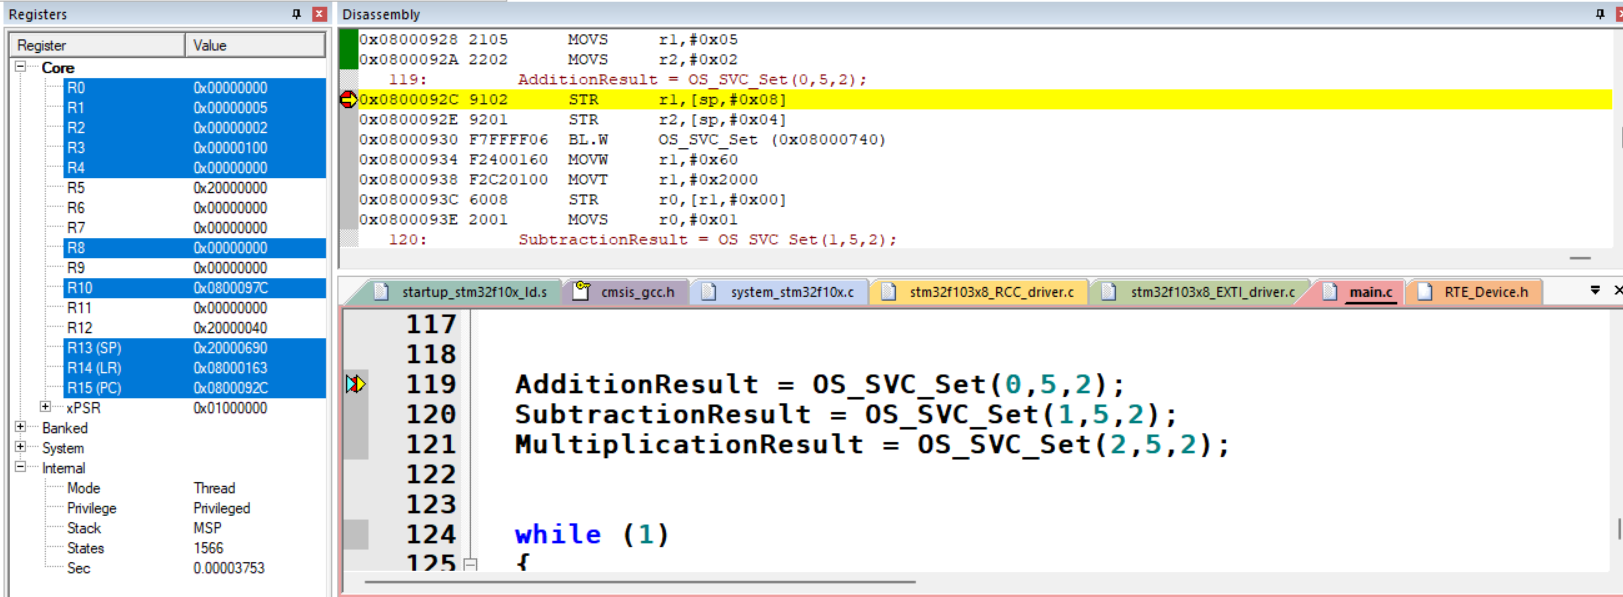 Registers
Register Value
Core
R0 0x00000000
R1 0x00000005
R2 0x00000002
R3 0x00000100
R4 0x00000000
R5 0x20000000
R6 0x00000000
R7 0x00000000
R8 0x00000000
R9 0x00000000
R10 0x0800097C
R11 0x00000000
R12 0x20000040
R13 (SP) 0x20000690
R14 (LR) 0x08000163
R15 (PC) 0x0800092C
xPSR 0x01000000
Banked
System
Internal
Mode Thread
Privilege Privileged
Stack MSP
States 1566
Sec 0.00003753
Disassembly
0x08000928 2105 MOVS r1,#0x05
0x0800092A 2202 MOVS r2,#0x02
119: AdditionResult = OS_SVC_Set(0,5,2);
0x0800092C 9102 STR r1,[sp,#0x08]
0x0800092E 9201 STR r2,[sp,#0x04]
0x08000930 F7FFFF06 BL.W OS_SVC_Set (0x08000740)
0x08000934 F2400160 MOVW r1,#0x60
0x08000938 F2C20100 MOVT r1,#0x2000
0x0800093C 6008 STR r0,[r1,#0x00]
0x0800093E 2001 MOVS r0,#0x01
120: SubtractionResult = OS_SVC_Set(1,5,2);
startup_stm32f10x_ld.s cmsis_gcc.h system_stm32f10x.c stm32f103x8_RCC_driver.c stm32f103x8_EXTI_driver.c main.c RTE_Device.h
117
118
119 AdditionResult = OS_SVC_Set(0,5,2);
120 SubtractionResult = OS_SVC_Set(1,5,2);
121 MultiplicationResult = OS_SVC_Set(2,5,2);
122
123
124 while (1)
125 {